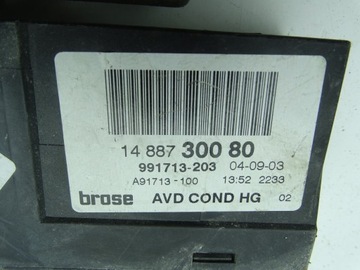 14 887 300 80
991713-203 04-09-03
A91713-100 13:52 2233
brose AVD COND HG 02